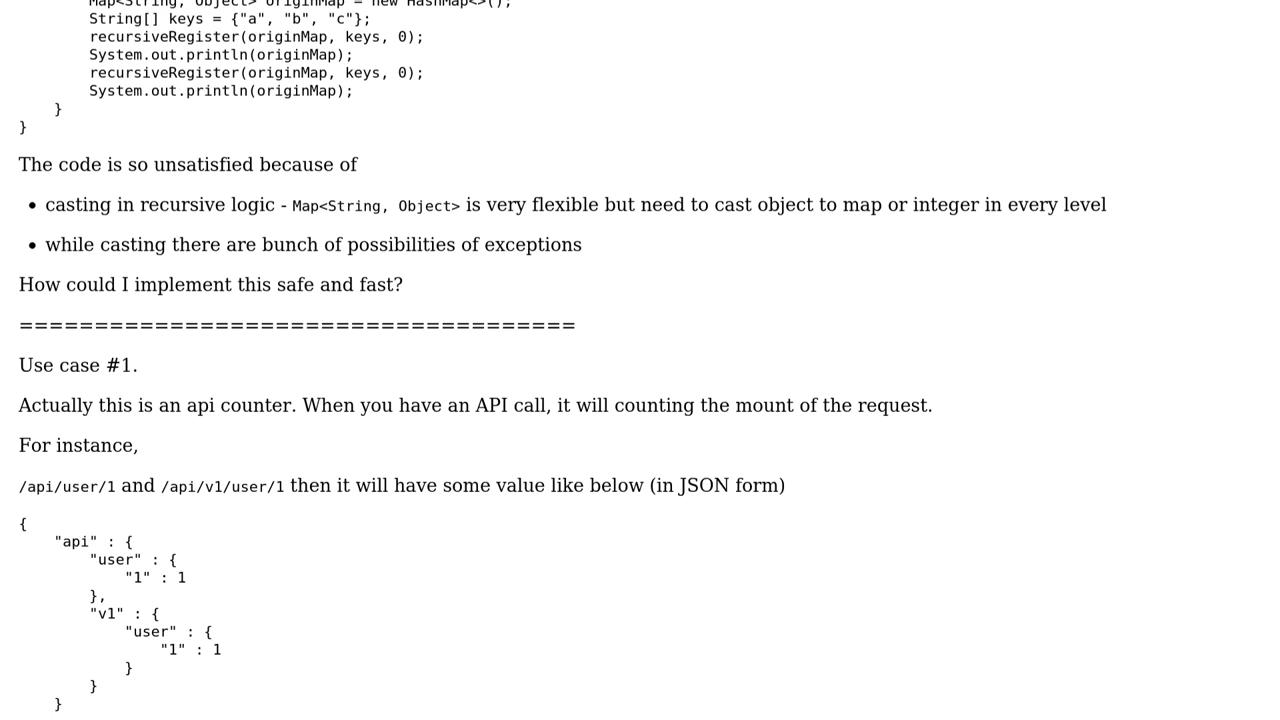 Map<String, Object> originMap = new HashMap<>();
String[] keys = {"a", "b", "c"};
recursiveRegister(originMap, keys, 0);
System.out.println(originMap);
recursiveRegister(originMap, keys, 0);
System.out.println(originMap);
}
}
The code is so unsatisfied because of
• casting in recursive logic - Map<String, Object> is very flexible but need to cast object to map or integer in every level
• while casting there are bunch of possibilities of exceptions
How could I implement this safe and fast?
=====================================
Use case #1.
Actually this is an api counter. When you have an API call, it will counting the mount of the request.
For instance,
/api/user/1 and /api/v1/user/1 then it will have some value like below (in JSON form)
{
"api" : {
"user" : {
"1" : 1
},
"v1" : {
"user" : {
"1" : 1
}
}
}